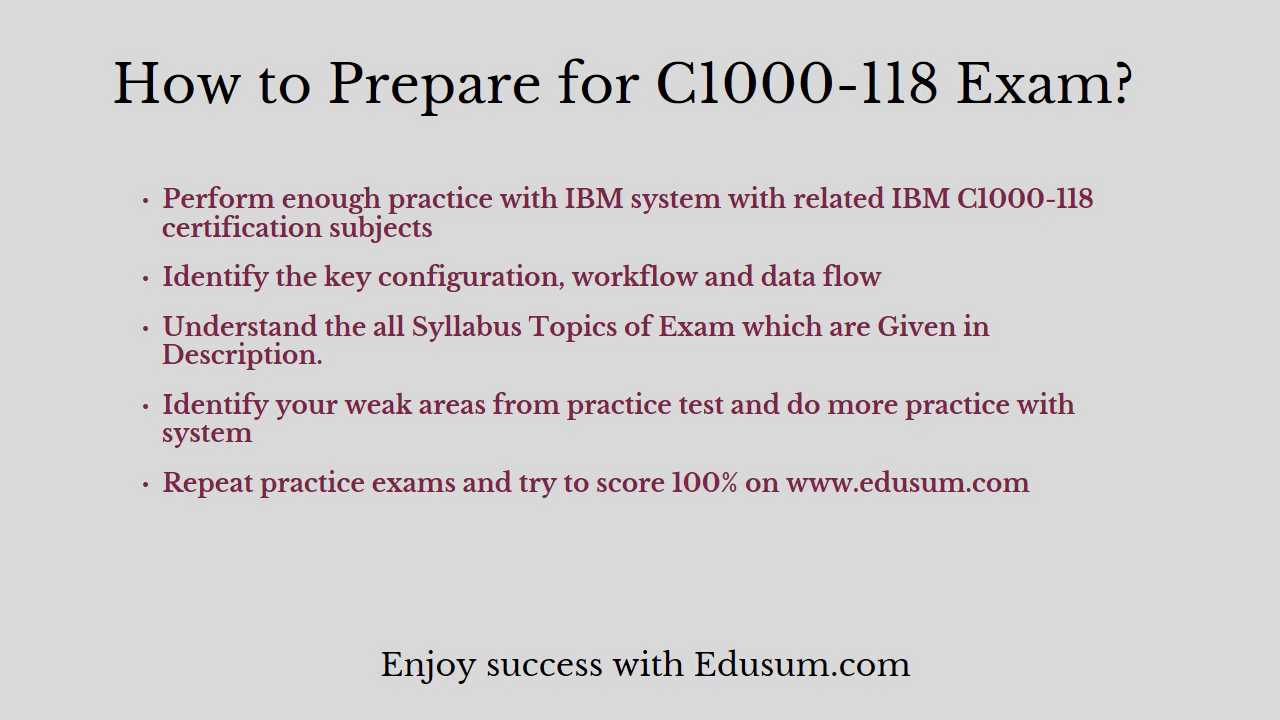 How to Prepare for C1000-118 Exam?
• Perform enough practice with IBM system with related IBM C1000-118
certification subjects
• Identify the key configuration, workflow and data flow
• Understand the all Syllabus Topics of Exam which are Given in
Description.
• Identify your weak areas from practice test and do more practice with
system
• Repeat practice exams and try to score 100% on www.edusum.com
Enjoy success with Edusum.com